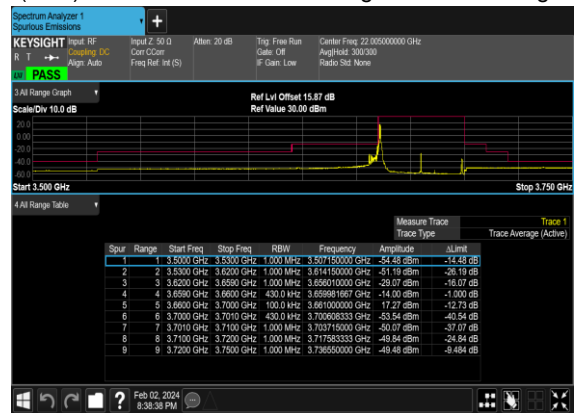 Spectrum Analyzer 1
Spurious Emissions
KEYSIGHT Input: RF Input Z: 50 Ω Atten: 20 dB Trig: Free Run Center Freq: 22.005000000 GHz
R T Coupling: DC Corr CCorr Gate: Off Avg|Hold: 300/300
Align: Auto Freq Ref: Int (S) IF Gain: Low Radio Std: None
PASS
3 All Range Graph
Ref Lvl Offset 15.87 dB
Scale/Div 10.0 dB Ref Value 30.00 dBm
20.0
0.00
-20.0
-40.0
-60.0
Start 3.500 GHz Stop 3.750 GHz
4 All Range Table
Measure Trace Trace 1
Trace Type Trace Average (Active)
Spur Range Start Freq Stop Freq RBW Frequency Amplitude ΔLimit
1 1 3.5000 GHz 3.5300 GHz 1.000 MHz 3.507150000 GHz -54.48 dBm -14.48 dB
2 2 3.5300 GHz 3.6200 GHz 1.000 MHz 3.614150000 GHz -51.19 dBm -26.19 dB
3 3 3.6200 GHz 3.6590 GHz 1.000 MHz 3.656010000 GHz -29.07 dBm -16.07 dB
4 4 3.6590 GHz 3.6600 GHz 430.0 kHz 3.659981667 GHz -14.00 dBm -1.000 dB
5 5 3.6600 GHz 3.7000 GHz 100.0 kHz 3.661000000 GHz 17.27 dBm -12.73 dB
6 6 3.7000 GHz 3.7010 GHz 430.0 kHz 3.700608333 GHz -53.54 dBm -40.54 dB
7 7 3.7010 GHz 3.7100 GHz 1.000 MHz 3.703715000 GHz -50.07 dBm -37.07 dB
8 8 3.7100 GHz 3.7200 GHz 1.000 MHz 3.717583333 GHz -49.84 dBm -24.84 dB
9 9 3.7200 GHz 3.7500 GHz 1.000 MHz 3.736550000 GHz -49.48 dBm -9.484 dB
Feb 02, 2024
8:38:38 PM